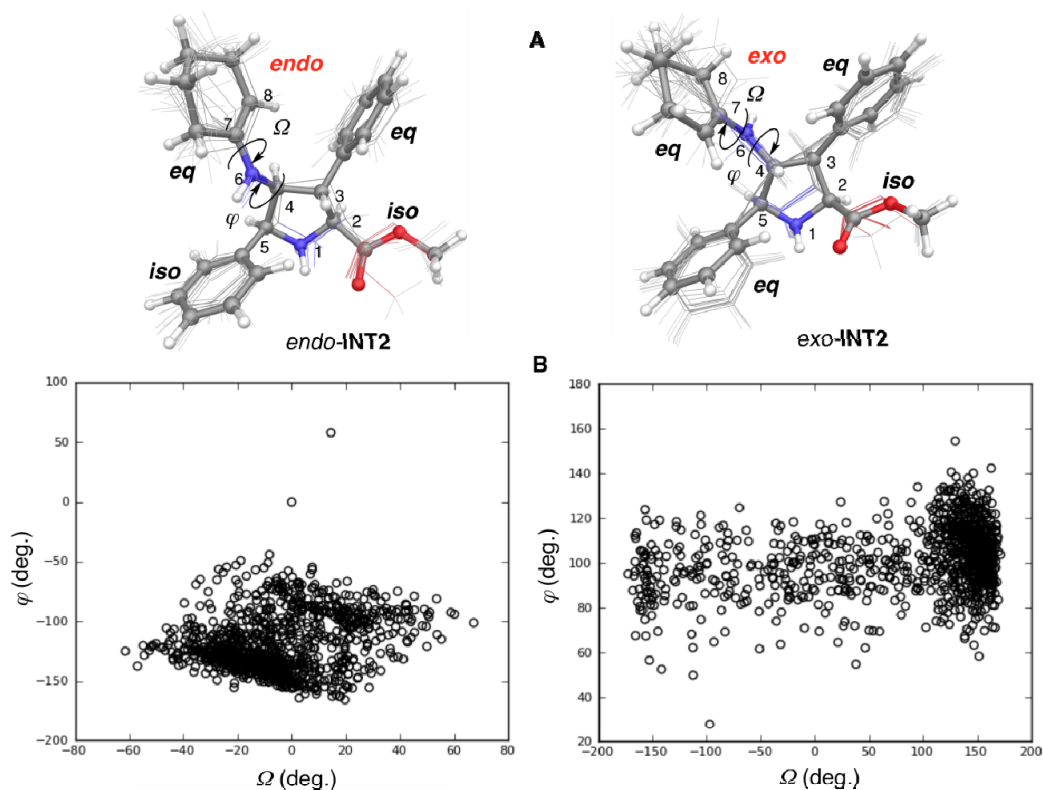 A
endo
8
7
Ω
eq
eq
6
φ
4
3
2
iso
5
1
iso
endo-INT2
exo
eq
8
7
Ω
eq
6
4
3
φ
2
iso
5
1
eq
exo-INT2
B
100
50
0
−50
−100
−150
−200
φ (deg.)
−80 −60 −40 −20 0 20 40 60 80
Ω (deg.)
180
160
140
120
100
80
60
40
20
φ (deg.)
−200 −150 −100 −50 0 50 100 150 200
Ω (deg.)